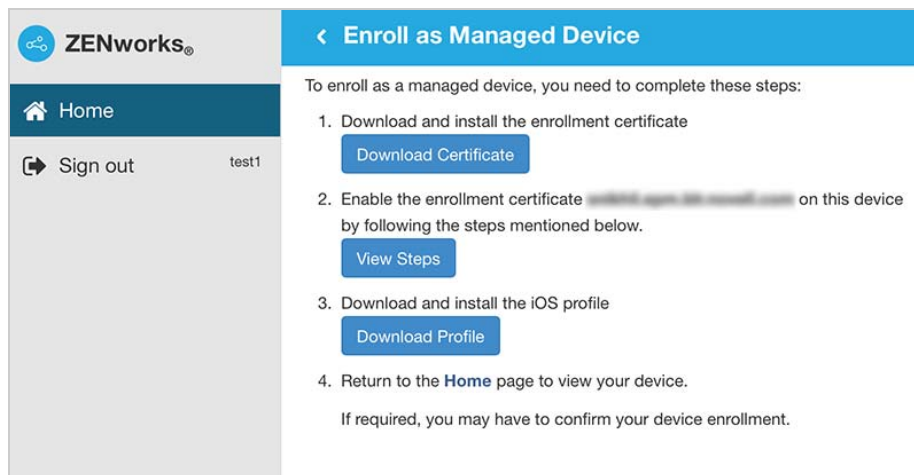 ZENworks®
Home
Sign out test1
< Enroll as Managed Device
To enroll as a managed device, you need to complete these steps:
1. Download and install the enrollment certificate
Download Certificate
2. Enable the enrollment certificate on this device
by following the steps mentioned below.
View Steps
3. Download and install the iOS profile
Download Profile
4. Return to the Home page to view your device.
If required, you may have to confirm your device enrollment.